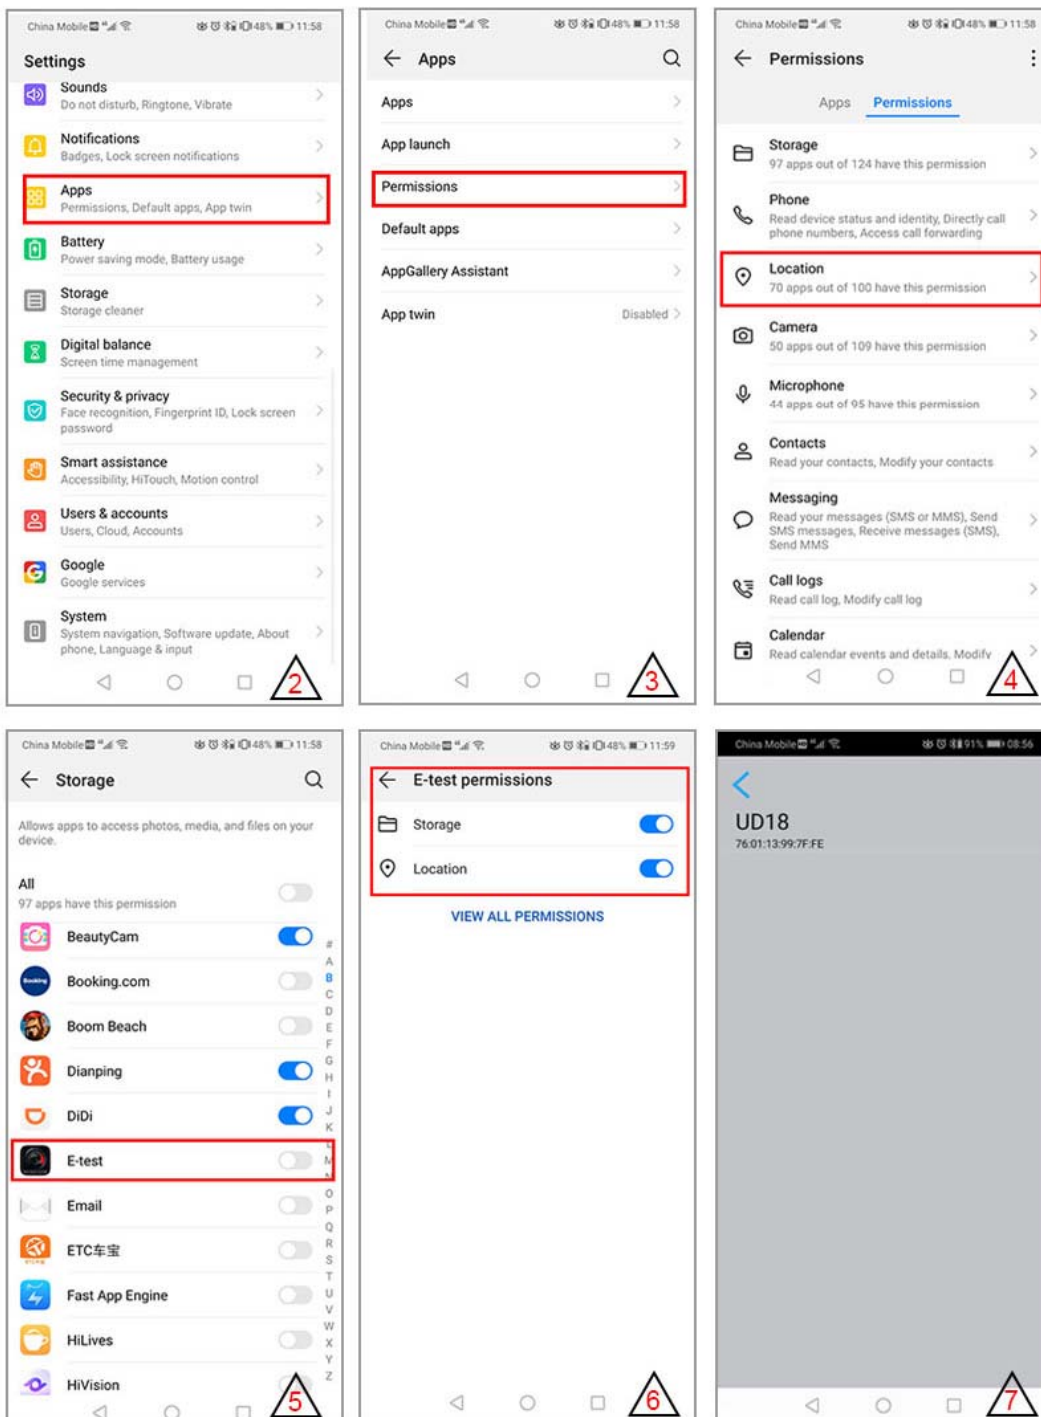 China Mobile 48% 11:58
Settings
Sounds
Do not disturb, Ringtone, Vibrate
Notifications
Badges, Lock screen notifications
Apps
Permissions, Default apps, App twin
Battery
Power saving mode, Battery usage
Storage
Storage cleaner
Digital balance
Screen time management
Security & privacy
Face recognition, Fingerprint ID, Lock screen
password
Smart assistance
Accessibility, HiTouch, Motion control
Users & accounts
Users, Cloud, Accounts
Google
Google services
System
System navigation, Software update, About
phone, Language & input
2
China Mobile 48% 11:58
Apps
Apps
App launch
Permissions
Default apps
AppGallery Assistant
App twin Disabled
3
China Mobile 48% 11:58
Permissions
Apps Permissions
Storage
97 apps out of 124 have this permission
Phone
Read device status and identity, Directly call
phone numbers, Access call forwarding
Location
70 apps out of 100 have this permission
Camera
50 apps out of 109 have this permission
Microphone
44 apps out of 95 have this permission
Contacts
Read your contacts, Modify your contacts
Messaging
Read your messages (SMS or MMS), Send
SMS messages, Receive messages (SMS),
Send MMS
Call logs
Read call log, Modify call log
Calendar
Read calendar events and details, Modify
4
China Mobile 48% 11:58
Storage
Allows apps to access photos, media, and files on your
device.
All
97 apps have this permission
BeautyCam
Booking.com
Boom Beach
Dianping
DiDi
E-test
Email
ETC车宝
Fast App Engine
HiLives
HiVision
#
A
B
C
D
E
F
G
H
I
J
K
L
M
N
O
P
Q
R
S
T
U
V
W
X
Y
Z
5
China Mobile 48% 11:59
E-test permissions
Storage
Location
VIEW ALL PERMISSIONS
6
China Mobile 91% 08:56
UD18
76:01:13:99:7F:FE
7